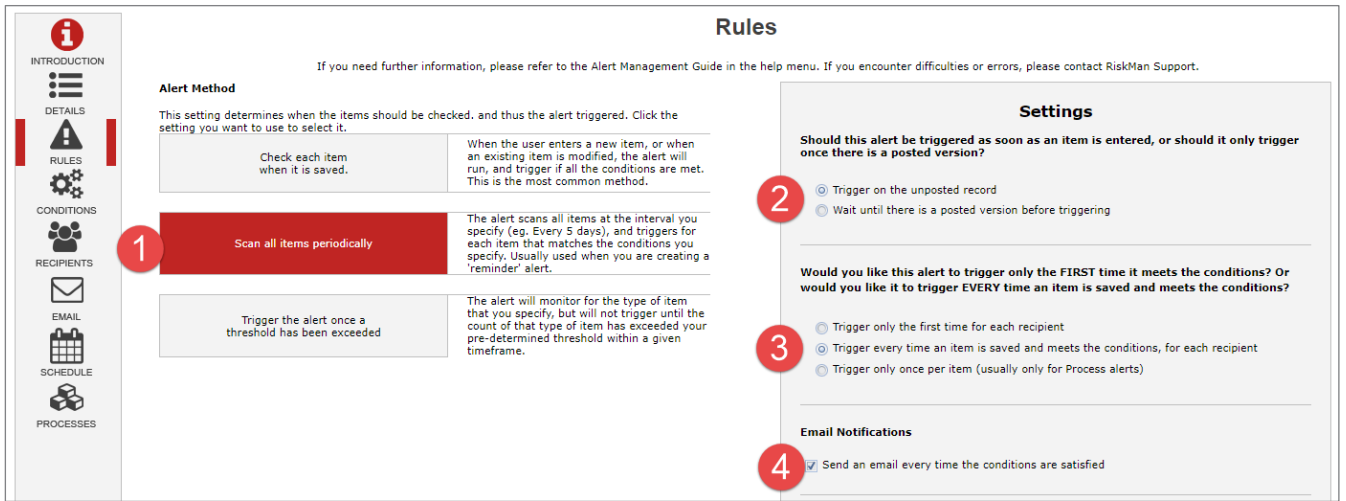 Rules
If you need further information, please refer to the Alert Management Guide in the help menu. If you encounter difficulties or errors, please contact RiskMan Support.
INTRODUCTION
DETAILS
RULES
CONDITIONS
RECIPIENTS
EMAIL
SCHEDULE
PROCESSES
Alert Method
This setting determines when the items should be checked. and thus the alert triggered. Click the
setting you want to use to select it.
Check each item
when it is saved.
When the user enters a new item, or when
an existing item is modified, the alert will
run, and trigger if all the conditions are met.
This is the most common method.
1
Scan all items periodically
The alert scans all items at the interval you
specify (eg. Every 5 days), and triggers for
each item that matches the conditions you
specify. Usually used when you are creating a
'reminder' alert.
Trigger the alert once a
threshold has been exceeded
The alert will monitor for the type of item
that you specify, but will not trigger until the
count of that type of item has exceeded your
pre-determined threshold within a given
timeframe.
Settings
Should this alert be triggered as soon as an item is entered, or should it only trigger
once there is a posted version?
2
Trigger on the unposted record
Wait until there is a posted version before triggering
Would you like this alert to trigger only the FIRST time it meets the conditions? Or
would you like it to trigger EVERY time an item is saved and meets the conditions?
3
Trigger only the first time for each recipient
Trigger every time an item is saved and meets the conditions, for each recipient
Trigger only once per item (usually only for Process alerts)
Email Notifications
4
Send an email every time the conditions are satisfied